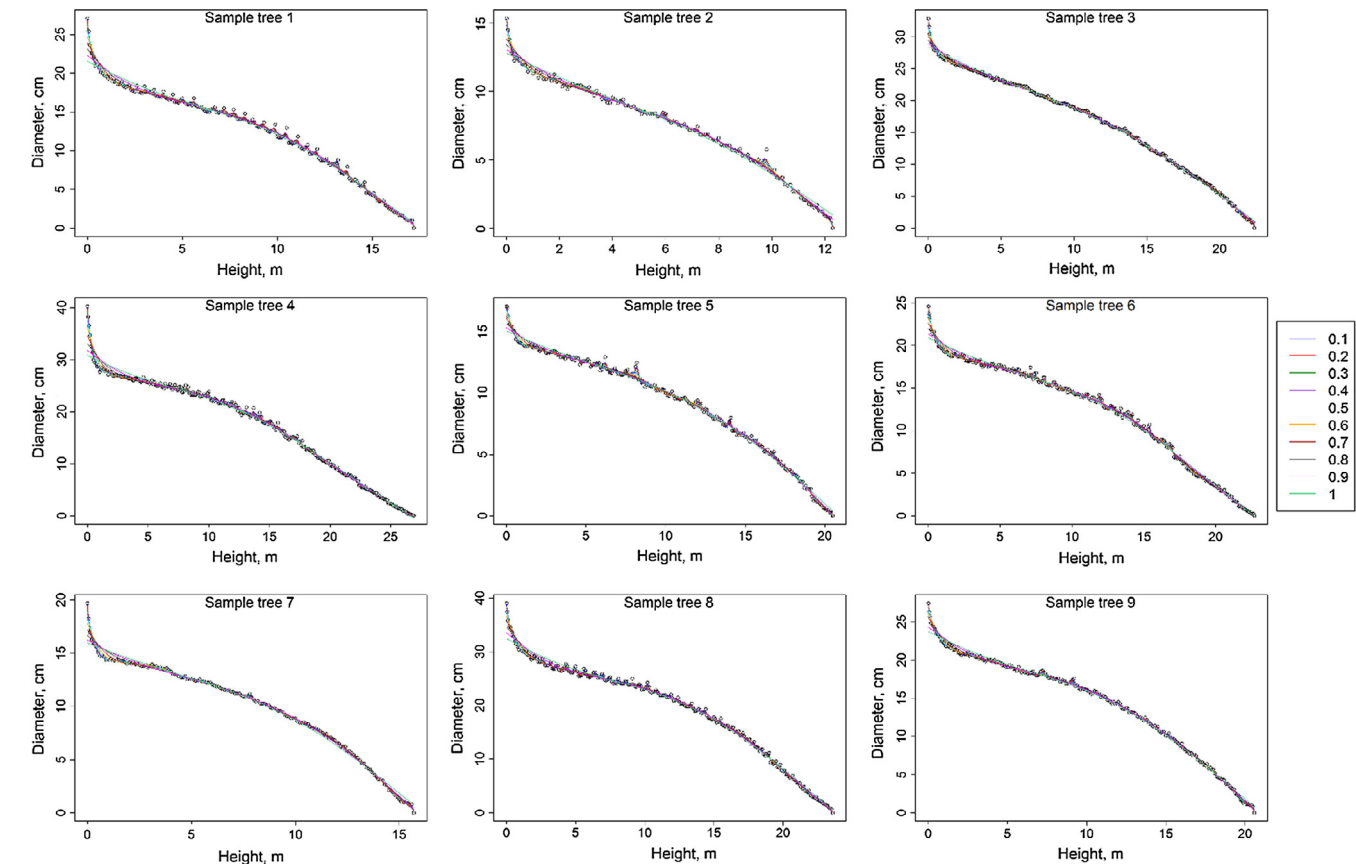 Sample tree 1
Diameter, cm
25
20
15
10
5
0
0 5 10 15
Height, m
Sample tree 2
Diameter, cm
15
10
5
0
0 2 4 6 8 10 12
Height, m
Sample tree 3
Diameter, cm
30
25
20
15
10
5
0
0 5 10 15 20
Height, m
Sample tree 4
Diameter, cm
40
30
20
10
0
0 5 10 15 20 25
Height, m
Sample tree 5
Diameter, cm
15
10
5
0
0 5 10 15 20
Height, m
Sample tree 6
Diameter, cm
25
20
15
10
5
0
0 5 10 15 20
Height, m
0.1
0.2
0.3
0.4
0.5
0.6
0.7
0.8
0.9
1
Sample tree 7
Diameter, cm
20
15
10
5
0
0 5 10 15
Height, m
Sample tree 8
Diameter, cm
40
30
20
10
0
0 5 10 15 20
Height, m
Sample tree 9
Diameter, cm
25
20
15
10
5
0
0 5 10 15 20
Height, m